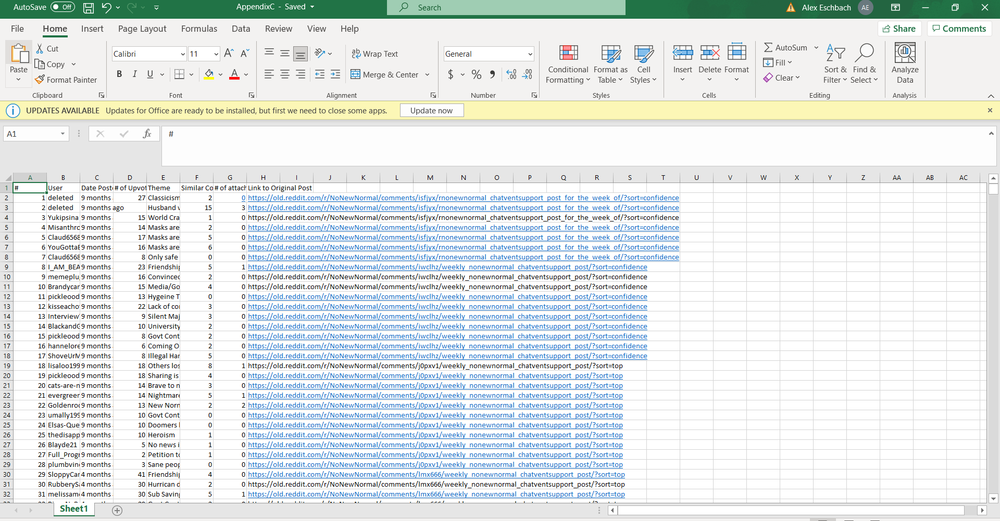 AutoSave Off AppendixC - Saved Search Alex Eschbach AE
File Home Insert Page Layout Formulas Data Review View Help Share Comments
Paste Cut Copy Format Painter Clipboard
Calibri 11 B I U A Font
Wrap Text Merge & Center Alignment
General $ % Number
Conditional Formatting Format as Table Cell Styles Styles
Insert Delete Format Cells
AutoSum Fill Clear Sort & Filter Find & Select Editing
Analyze Data Analysis
UPDATES AVAILABLE Updates for Office are ready to be installed, but first we need to close some apps. Update now
A1 fx #
A B C D E F G H I J K L M N O P Q R S T U V W X Y Z AA AB AC
1 # User Date Poste # of Upvot Theme Similar Co # of attach Link to Original Post
2 1 deleted 9 months 27 Classicism 2 0 https://old.reddit.com/r/NoNewNormal/comments/isfjyx/rnonewnormal_chatventsupport_post_for_the_week_of/?sort=confidence
3 2 deleted 9 months ago Husband v 15 3 https://old.reddit.com/r/NoNewNormal/comments/isfjyx/rnonewnormal_chatventsupport_post_for_the_week_of/?sort=confidence
4 3 Yukipsina 9 months 15 World Cra 1 0 https://old.reddit.com/r/NoNewNormal/comments/isfjyx/rnonewnormal_chatventsupport_post_for_the_week_of/?sort=confidence
5 4 Misanthro 9 months 14 Masks are 2 0 https://old.reddit.com/r/NoNewNormal/comments/isfjyx/rnonewnormal_chatventsupport_post_for_the_week_of/?sort=confidence
6 5 Claud6568 9 months 17 Masks are 5 0 https://old.reddit.com/r/NoNewNormal/comments/isfjyx/rnonewnormal_chatventsupport_post_for_the_week_of/?sort=confidence
7 6 YouGottaB 9 months 16 Masks are 6 0 https://old.reddit.com/r/NoNewNormal/comments/isfjyx/rnonewnormal_chatventsupport_post_for_the_week_of/?sort=confidence
8 7 Claud6568 9 months 8 Only safe 0 0 https://old.reddit.com/r/NoNewNormal/comments/isfjyx/rnonewnormal_chatventsupport_post_for_the_week_of/?sort=confidence
9 8 I_AM_BEA 9 months 23 Friendship 5 1 https://old.reddit.com/r/NoNewNormal/comments/iwclhz/weekly_nonewnormal_chatventsupport_post/?sort=confidence
10 9 memeplu 9 months 16 Convinced 2 0 https://old.reddit.com/r/NoNewNormal/comments/iwclhz/weekly_nonewnormal_chatventsupport_post/?sort=confidence
11 10 Brandycar 9 months 15 Media/Go 4 0 https://old.reddit.com/r/NoNewNormal/comments/iwclhz/weekly_nonewnormal_chatventsupport_post/?sort=confidence
12 11 pickleood 9 months 13 Hygeine T 0 0 https://old.reddit.com/r/NoNewNormal/comments/iwclhz/weekly_nonewnormal_chatventsupport_post/?sort=confidence
13 12 kisseacho 9 months 22 Lack of co 3 0 https://old.reddit.com/r/NoNewNormal/comments/iwclhz/weekly_nonewnormal_chatventsupport_post/?sort=confidence
14 13 Interview 9 months 9 Silent Maj 3 0 https://old.reddit.com/r/NoNewNormal/comments/iwclhz/weekly_nonewnormal_chatventsupport_post/?sort=confidence
15 14 BlackandG 9 months 10 University 2 0 https://old.reddit.com/r/NoNewNormal/comments/iwclhz/weekly_nonewnormal_chatventsupport_post/?sort=confidence
16 15 pickleood 9 months 8 Govt Cont 2 0 https://old.reddit.com/r/NoNewNormal/comments/iwclhz/weekly_nonewnormal_chatventsupport_post/?sort=confidence
17 16 hannelore 9 months 6 Coming O 2 0 https://old.reddit.com/r/NoNewNormal/comments/iwclhz/weekly_nonewnormal_chatventsupport_post/?sort=confidence
18 17 ShoveUrM 9 months 8 Illegal Har 5 0 https://old.reddit.com/r/NoNewNormal/comments/iwclhz/weekly_nonewnormal_chatventsupport_post/?sort=confidence
19 18 lisaloo199 9 months 18 Others los 8 1 https://old.reddit.com/r/NoNewNormal/comments/j0pxv1/weekly_nonewnormal_chatventsupport_post/?sort=top
20 19 pickleood 9 months 18 Sharing is 4 0 https://old.reddit.com/r/NoNewNormal/comments/j0pxv1/weekly_nonewnormal_chatventsupport_post/?sort=top
21 20 cats-are-n 9 months 14 Brave to n 3 0 https://old.reddit.com/r/NoNewNormal/comments/j0pxv1/weekly_nonewnormal_chatventsupport_post/?sort=top
22 21 evergreen 9 months 14 Nightmare 5 1 https://old.reddit.com/r/NoNewNormal/comments/j0pxv1/weekly_nonewnormal_chatventsupport_post/?sort=top
23 22 Goldenroc 9 months 13 New Norn 2 2 https://old.reddit.com/r/NoNewNormal/comments/j0pxv1/weekly_nonewnormal_chatventsupport_post/?sort=top
24 23 umally199 9 months 10 Govt Cont 0 0 https://old.reddit.com/r/NoNewNormal/comments/j0pxv1/weekly_nonewnormal_chatventsupport_post/?sort=top
25 24 Elsas-Que 9 months 10 Doomers 0 0 https://old.reddit.com/r/NoNewNormal/comments/j0pxv1/weekly_nonewnormal_chatventsupport_post/?sort=top
26 25 thedisapp 9 months 10 Heroism 1 0 https://old.reddit.com/r/NoNewNormal/comments/j0pxv1/weekly_nonewnormal_chatventsupport_post/?sort=top
27 26 Blayde21 9 months 5 No news i 1 0 https://old.reddit.com/r/NoNewNormal/comments/j0pxv1/weekly_nonewnormal_chatventsupport_post/?sort=top
28 27 Full_Progr 9 months 2 Petition to 1 0 https://old.reddit.com/r/NoNewNormal/comments/j0pxv1/weekly_nonewnormal_chatventsupport_post/?sort=top
29 28 plumbvine 9 months 3 Sane peop 0 0 https://old.reddit.com/r/NoNewNormal/comments/j0pxv1/weekly_nonewnormal_chatventsupport_post/?sort=top
30 29 SloppyCar 4 months 41 Friendship 4 0 https://old.reddit.com/r/NoNewNormal/comments/lmx666/weekly_nonewnormal_chatventsupport_post/?sort=top
31 30 RubberySa 4 months 30 Hurrican d 2 0 https://old.reddit.com/r/NoNewNormal/comments/lmx666/weekly_nonewnormal_chatventsupport_post/?sort=top
32 31 melissame 4 months 30 Sub Saving 5 1 https://old.reddit.com/r/NoNewNormal/comments/lmx666/weekly_nonewnormal_chatventsupport_post/?sort=top
Sheet1